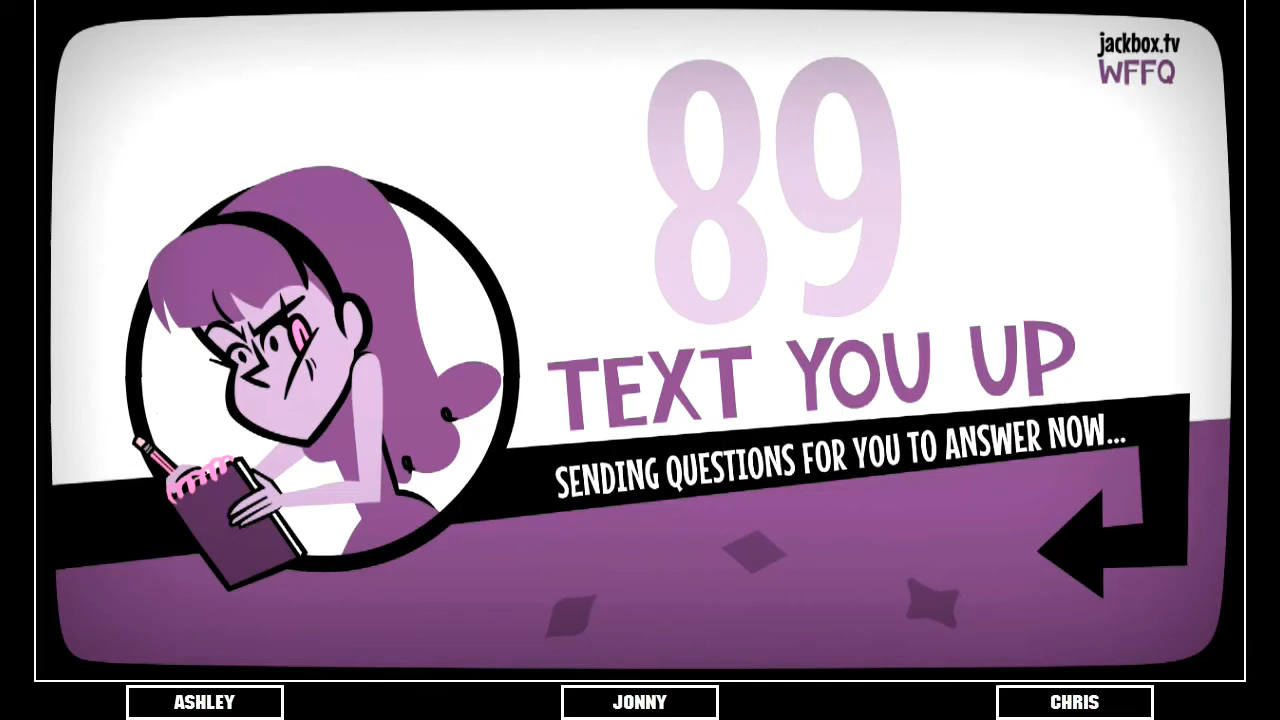 jackbox.tv
WFFQ
89
TEXT YOU UP
SENDING QUESTIONS FOR YOU TO ANSWER NOW...
ASHLEY
JONNY
CHRIS